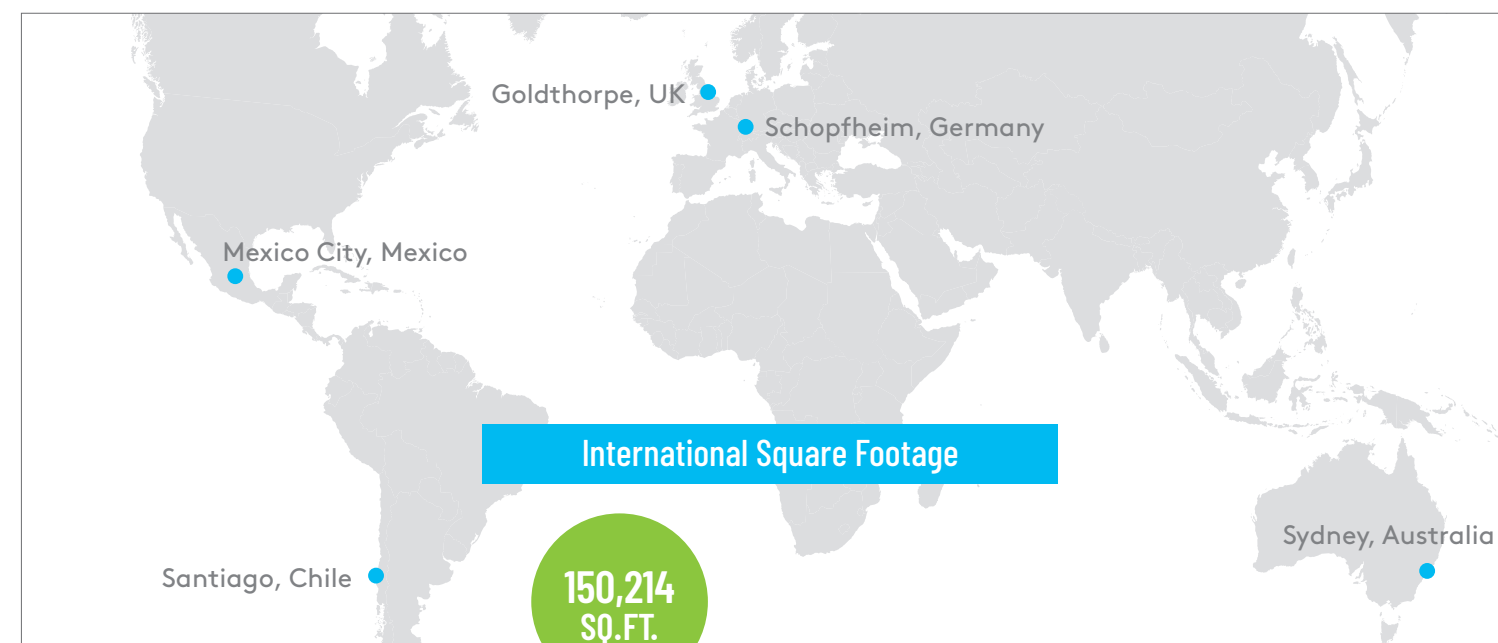 Goldthorpe, UK
Schopfheim, Germany
Mexico City, Mexico
International Square Footage
Sydney, Australia
Santiago, Chile
150,214
SQ.FT.